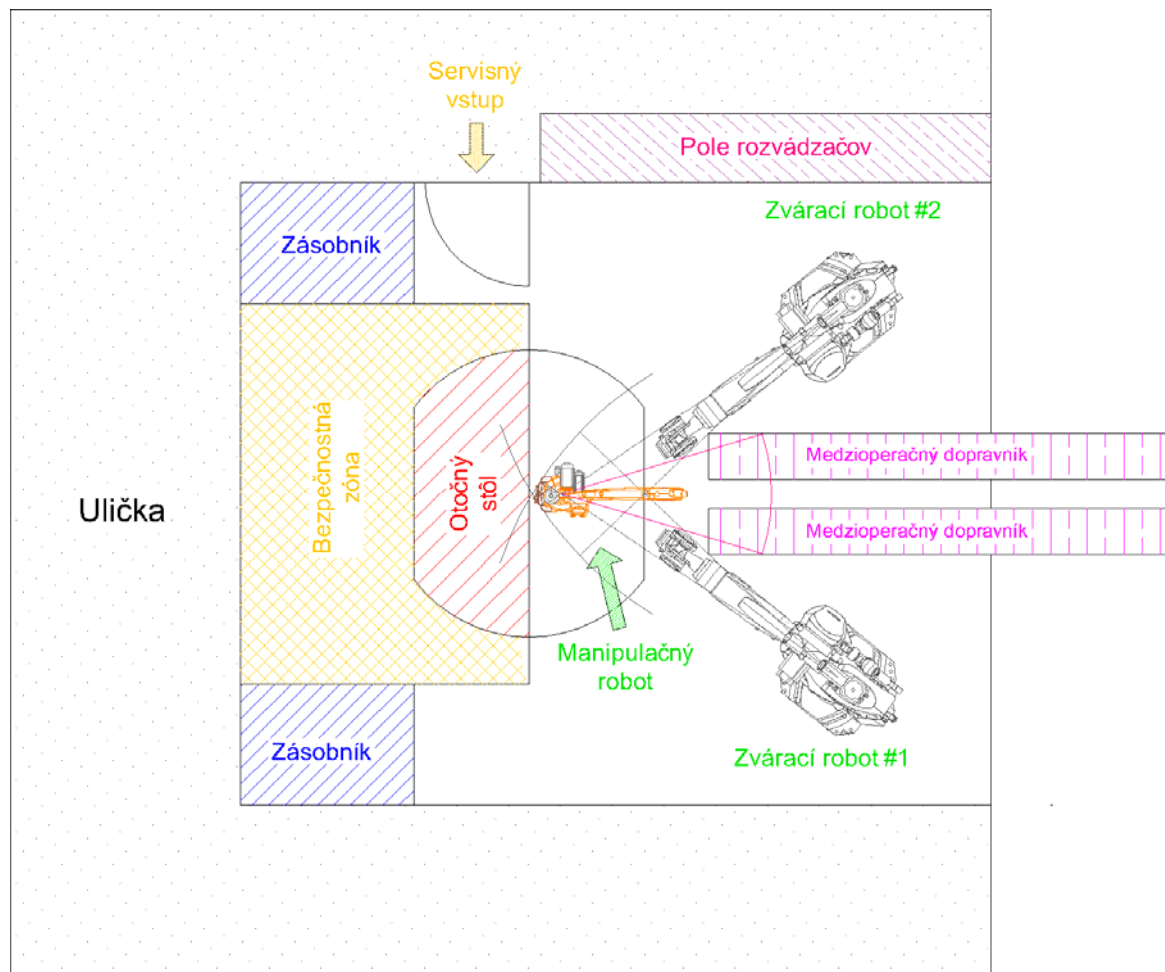 Servisný
vstup
Pole rozvádzačov
Zvárací robot #2
Zásobník
Medzioperačný dopravník
Bezpečnostná
zóna
Otočný
stôl
Ulička
Medzioperačný dopravník
Manipulačný
robot
Zásobník
Zvárací robot #1